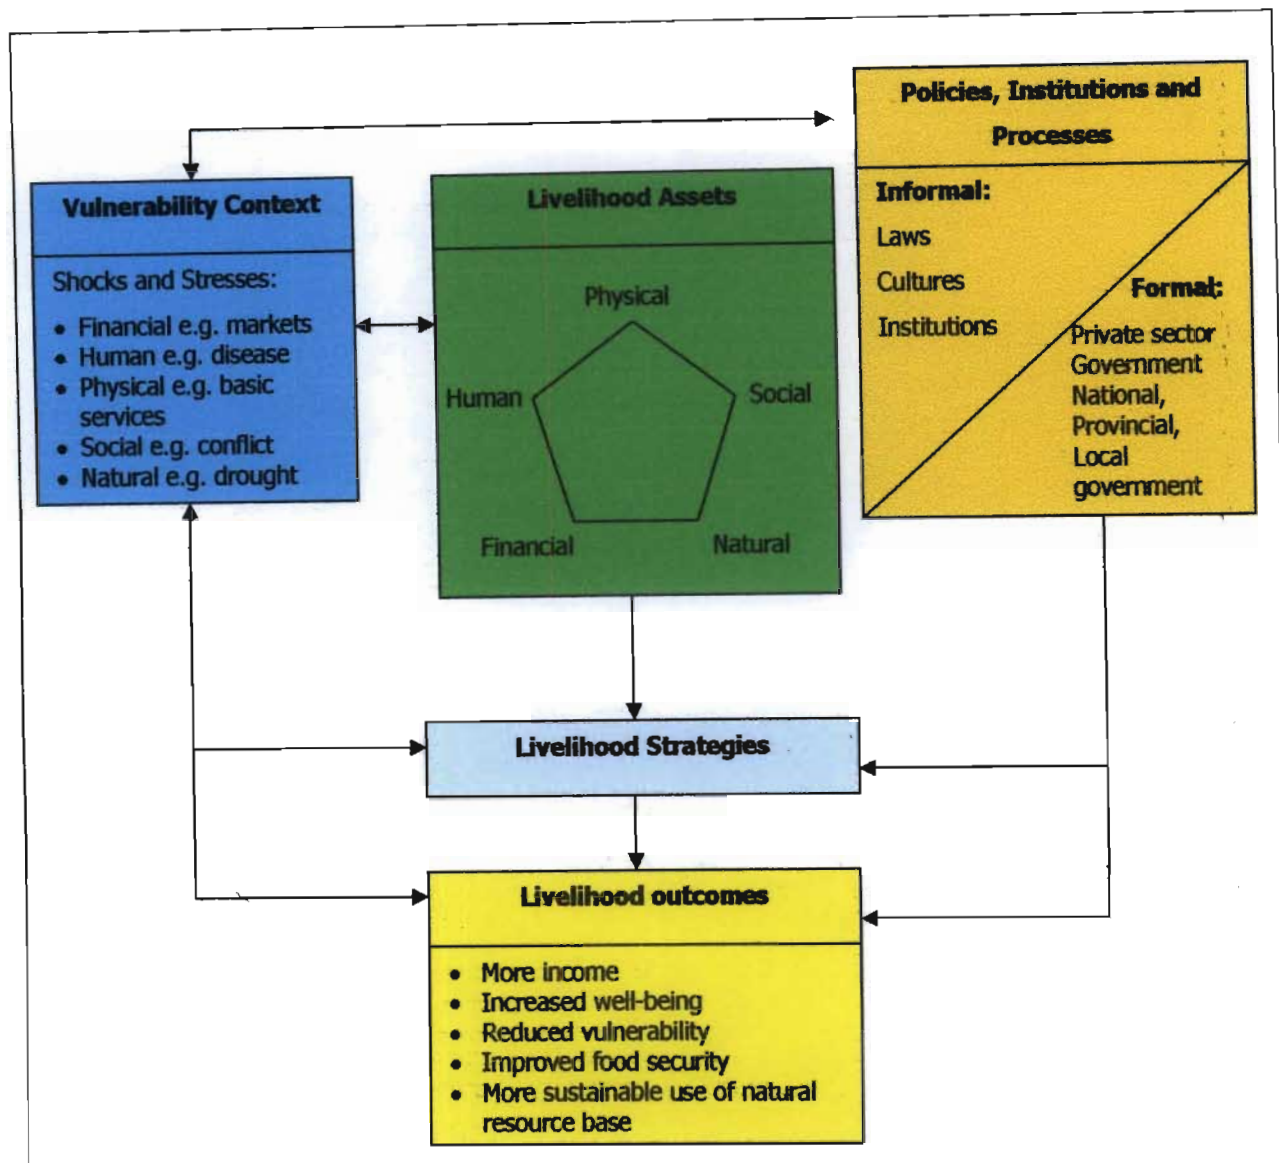 Policies, Institutions and
Processes
Informal:
Laws
Cultures
Institutions
Formal:
Private sector
Government
National,
Provincial,
Local
government
Vulnerability Context
Shocks and Stresses:
• Financial e.g. markets
• Human e.g. disease
• Physical e.g. basic
services
• Social e.g. conflict
• Natural e.g. drought
Livelihood Assets
Physical
Human
Social
Financial
Natural
Livelihood Strategies
Livelihood outcomes
• More income
• Increased well-being
• Reduced vulnerability
• Improved food security
• More sustainable use of natural
resource base